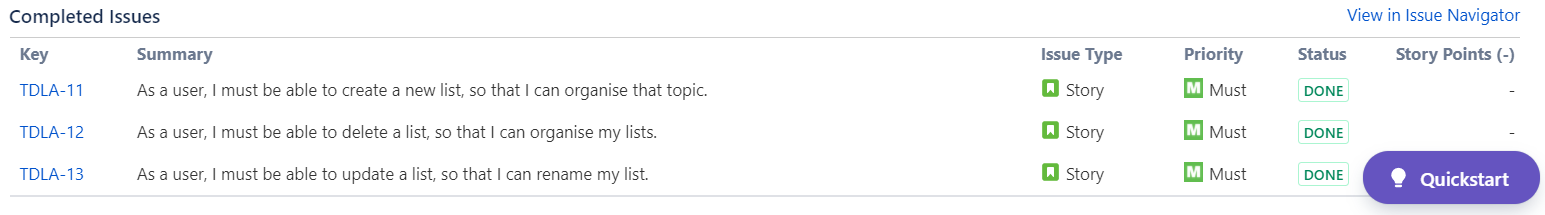 Completed Issues View in Issue Navigator
Key Summary Issue Type Priority Status Story Points (-)
TDLA-11 As a user, I must be able to create a new list, so that I can organise that topic. Story M Must DONE -
TDLA-12 As a user, I must be able to delete a list, so that I can organise my lists. Story M Must DONE -
TDLA-13 As a user, I must be able to update a list, so that I can rename my list. Story M Must DONE
Quickstart